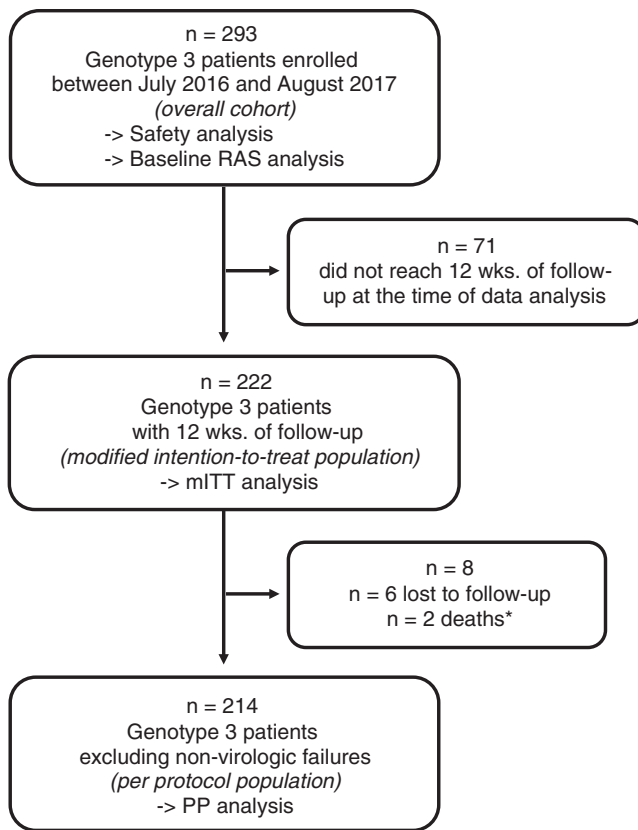 n = 293
Genotype 3 patients enrolled
between July 2016 and August 2017
(overall cohort)
-> Safety analysis
-> Baseline RAS analysis
n = 71
did not reach 12 wks. of follow-
up at the time of data analysis
n = 222
Genotype 3 patients
with 12 wks. of follow-up
(modified intention-to-treat population)
-> mITT analysis
n = 8
n = 6 lost to follow-up
n = 2 deaths*
n = 214
Genotype 3 patients
excluding non-virologic failures
(per protocol population)
-> PP analysis